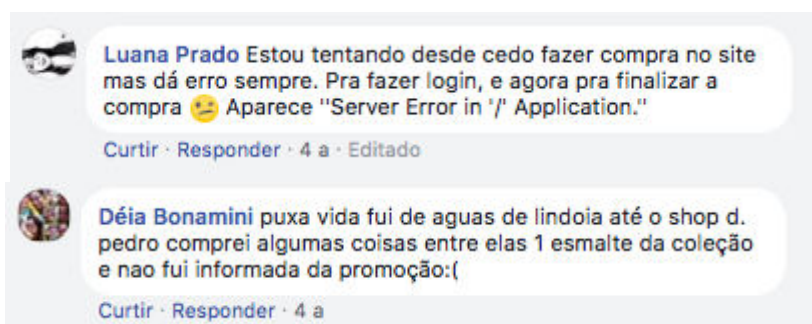 Luana Prado Estou tentando desde cedo fazer compra no site
mas dá erro sempre. Pra fazer login, e agora pra finalizar a
compra 🫤 Aparece "Server Error in '/' Application."
Curtir · Responder · 4 a · Editado
Déia Bonamini puxa vida fui de aguas de lindoia até o shop d.
pedro comprei algumas coisas entre elas 1 esmalte da coleção
e nao fui informada da promoção:(
Curtir · Responder · 4 a